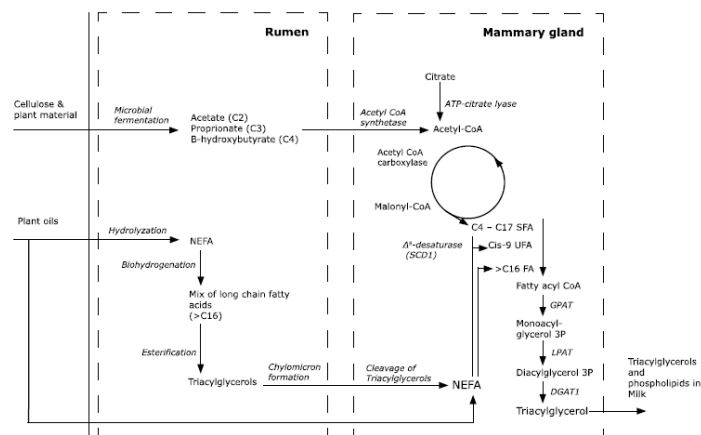 Rumen
Mammary gland
Citrate
ATP-citrate lyase
Cellulose &
plant material
Microbial
fermentation
Acetate (C2)
Proprionate (C3)
B-hydroxybutyrate (C4)
Acetyl CoA
synthetase
Acetyl-CoA
Acetyl CoA
carboxylase
Malonyl-CoA
Plant oils
Hydrolyzation
NEFA
C4 – C17 SFA
Δ⁹-desaturase
(SCD1)
Cis-9 UFA
>C16 FA
Biohydrogenation
Mix of long chain fatty
acids
(>C16)
Fatty acyl CoA
GPAT
Monoacyl-
glycerol 3P
LPAT
Esterification
Triacylglycerols
Chylomicron
formation
Cleavage of
Triacylglycerols
NEFA
Diacylglycerol 3P
DGAT1
Triacylglycerol
Triacylglycerols
and
phospholipids in
Milk